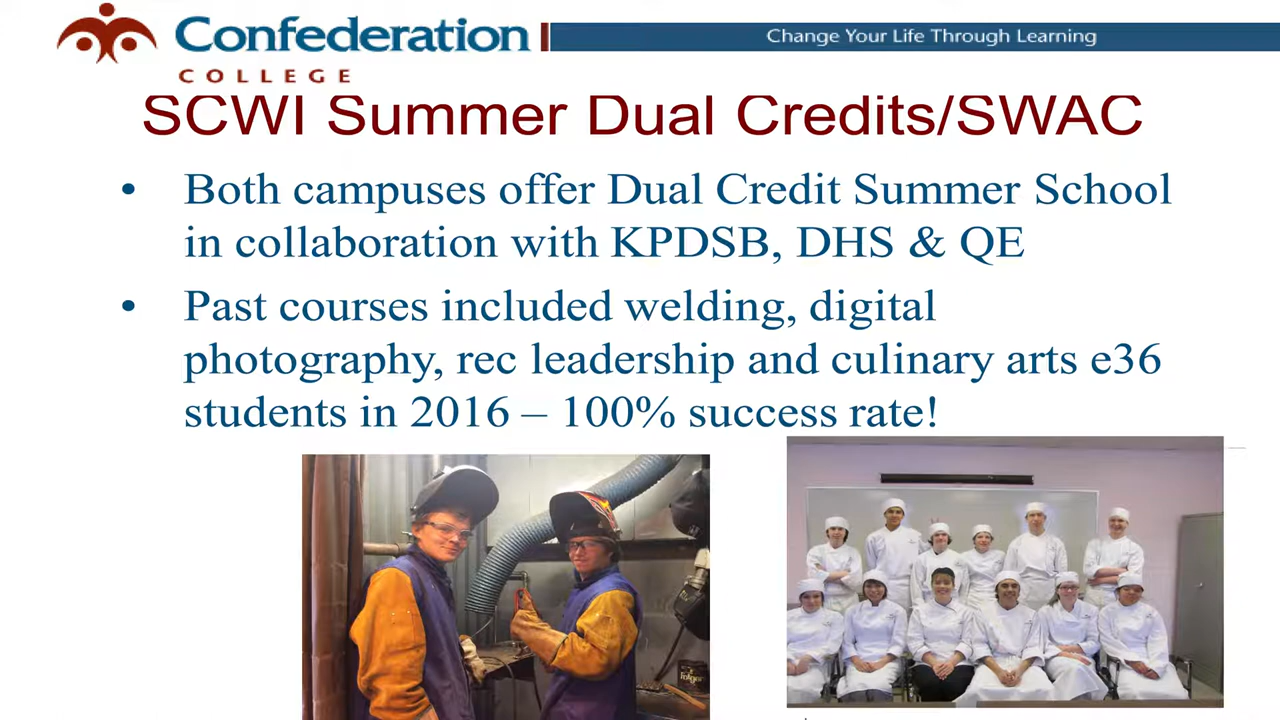 Confederation
COLLEGE
Change Your Life Through Learning
SCWI Summer Dual Credits/SWAC
• Both campuses offer Dual Credit Summer School
in collaboration with KPDSB, DHS & QE
• Past courses included welding, digital
photography, rec leadership and culinary arts e36
students in 2016 – 100% success rate!
Folgers